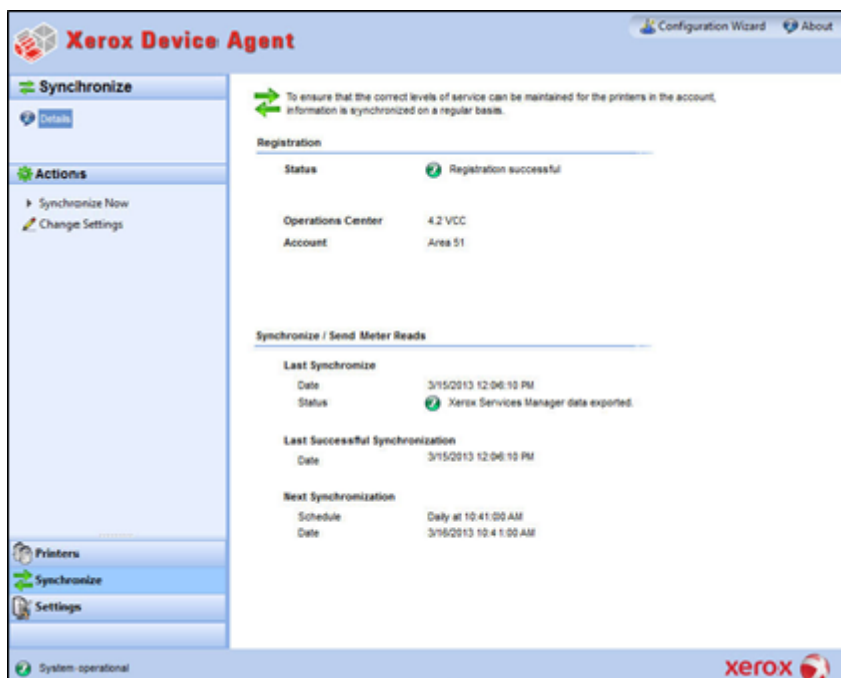 Xerox Device Agent
Configuration Wizard About
Synchronize
Details
Actions
Synchronize Now
Change Settings
Printers
Synchronize
Settings
To ensure that the correct levels of service can be maintained for the printers in the account,
information is synchronized on a regular basis.
Registration
Status Registration successful
Operations Center 4.2 VCC
Account Area 51
Synchronize / Send Meter Reads
Last Synchronize
Date 3/15/2013 12:06:10 PM
Status Xerox Services Manager data exported.
Last Successful Synchronization
Date 3/15/2013 12:06:10 PM
Next Synchronization
Schedule Daily at 10:41:00 AM
Date 3/16/2013 10:41:00 AM
System operational
xerox